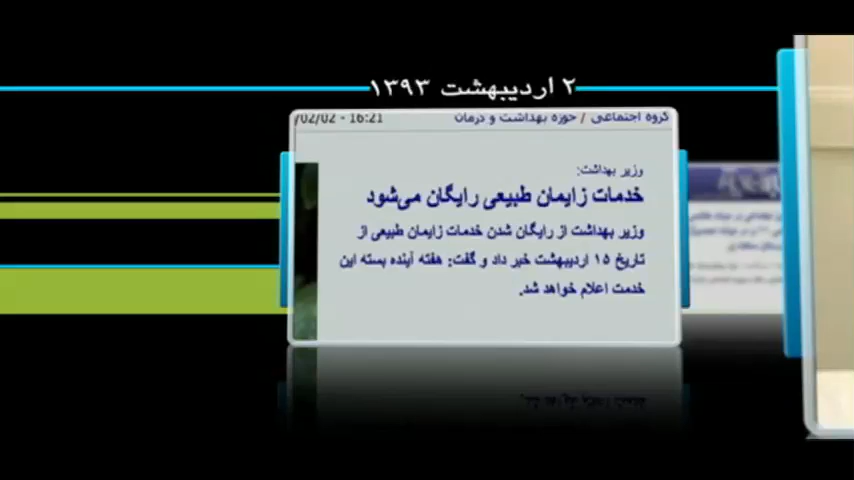 ۲ اردیبهشت ۱۳۹۳
گروه اجتماعی / حوزه بهداشت و درمان
/02/02 - 16:21
وزیر بهداشت:
خدمات زایمان طبیعی رایگان می‌شود
وزیر بهداشت از رایگان شدن خدمات زایمان طبیعی از
تاریخ ۱۵ اردیبهشت خبر داد و گفت: هفته آینده بسته این
خدمت اعلام خواهد شد.